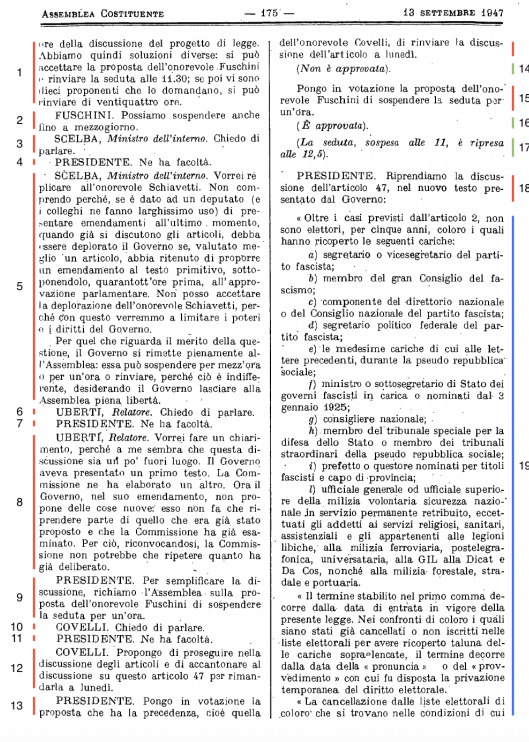 ASSEMBLEA COSTITUENTE — 175 — 13 SETTEMBRE 1947
ore della discussione del progetto di legge.
Abbiamo quindi soluzioni diverse: si può
accettare la proposta dell'onorevole Fuschini
e rinviare la seduta alle 11.30; se poi vi sono
dieci proponenti che lo domandano, si può
rinviare di ventiquattro ore.
1
FUSCHINI. Possiamo sospendere anche
fino a mezzogiorno.
2
SCELBA, Ministro dell'interno. Chiedo di
parlare.
3
PRESIDENTE. Ne ha facoltà.
4
SCELBA, Ministro dell'interno. Vorrei re
plicare all'onorevole Schiavetti. Non com-
prendo perché, se è dato ad un deputato (e
i colleghi ne fanno larghissimo uso) di pre-
sentare emendamenti all'ultimo momento,
quando già si discutono gli articoli, debba
essere deplorato il Governo se, valutato me-
glio un articolo, abbia ritenuto di proporre
un emendamento al testo primitivo, sotto-
ponendolo, quarantott'ore prima, all'appro-
vazione parlamentare. Non posso accettare
la deplorazione dell'onorevole Schiavetti, per-
ché con questo verremmo a limitare i poteri
e i diritti del Governo.
Per quel che riguarda il merito della que-
stione, il Governo si rimette pienamente al-
l'Assemblea: essa può sospendere per mezz'ora
o per un'ora o rinviare, perché ciò è indiffe-
rente, desiderando il Governo lasciare alla
Assemblea piena libertà.
5
UBERTI, Relatore. Chiedo di parlare.
6
PRESIDENTE. Ne ha facoltà.
7
UBERTI, Relatore. Vorrei fare un chiari-
mento, perché a me sembra che questa di-
scussione sia un po' fuori luogo. Il Governo
aveva presentato un primo testo. La Com-
missione ne ha elaborato un altro. Ora il
Governo, nel suo emendamento, non pro-
pone delle cose nuove: esso non fa che ri-
prendere parte di quello che era già stato
proposto e che la Commissione ha già esa-
minato. Per ciò, riconvocandosi, la Commis-
sione non potrebbe che ripetere quanto ha
già deliberato.
8
PRESIDENTE. Per semplificare la di-
scussione, richiamo l'Assemblea sulla pro-
posta dell'onorevole Fuschini di sospendere
la seduta per un'ora.
9
COVELLI. Chiedo di parlare.
10
PRESIDENTE. Ne ha facoltà.
11
COVELLI. Propongo di proseguire nella
discussione degli articoli e di accantonare al
discussione su questo articolo 47 per riman-
darla a lunedì.
12
PRESIDENTE. Pongo in votazione la
proposta che ha la precedenza, cioè quella
13
dell'onorevole Covelli, di rinviare la discus-
sione dell'articolo a lunedì.
(Non è approvata).
14
Pongo in votazione la proposta dell'ono-
revole Fuschini di sospendere la seduta per
un'ora.
15
(È approvata).
16
(La seduta, sospesa alle 11, è ripresa
alle 12,5).
17
PRESIDENTE. Riprendiamo la discus-
sione dell'articolo 47, nel nuovo testo pre-
sentato dal Governo:
18
« Oltre i casi previsti dall'articolo 2, non
sono elettori, per cinque anni, coloro i quali
hanno ricoperto le seguenti cariche:
a) segretario o vicesegretario del parti-
to fascista;
b) membro del gran Consiglio del fa-
scismo;
c) componente del direttorio nazionale
o del Consiglio nazionale del partito fascista;
d) segretario politico federale del par-
tito fascista;
e) le medesime cariche di cui alle let-
tere precedenti, durante la pseudo repubblica
sociale;
f) ministro o sottosegretario di Stato dei
governi fascisti in carica o nominati dal 3
gennaio 1925;
g) consigliere nazionale;
h) membro del tribunale speciale per la
difesa dello Stato o membro dei tribunali
straordinari della pseudo repubblica sociale;
i) prefetto o questore nominati per titoli
fascisti e capo di provincia;
l) ufficiale generale od ufficiale superio-
re della milizia volontaria sicurezza nazio-
nale in servizio permanente retribuito, eccet-
tuati gli addetti ai servizi religiosi, sanitari,
assistenziali e gli appartenenti alle legioni
libiche, alla milizia ferroviaria, postelegra-
fonica, universataria, alla GIL alla Dicat e
Da Cos, nonché alla milizia forestale, stra-
dale e portuaria.
« Il termine stabilito nel primo comma de-
corre dalla data di entrata in vigore della
presente legge. Nei confronti di coloro i quali
siano stati già cancellati o non iscritti nelle
liste elettorali per avere ricoperto taluna del-
le cariche sopraelencate, il termine decorre
dalla data della « pronuncia » o del « prov-
vedimento » con cui fu disposta la privazione
temporanea del diritto elettorale.
« La cancellazione dalle liste elettorali di
coloro che si trovano nelle condizioni di cui
19